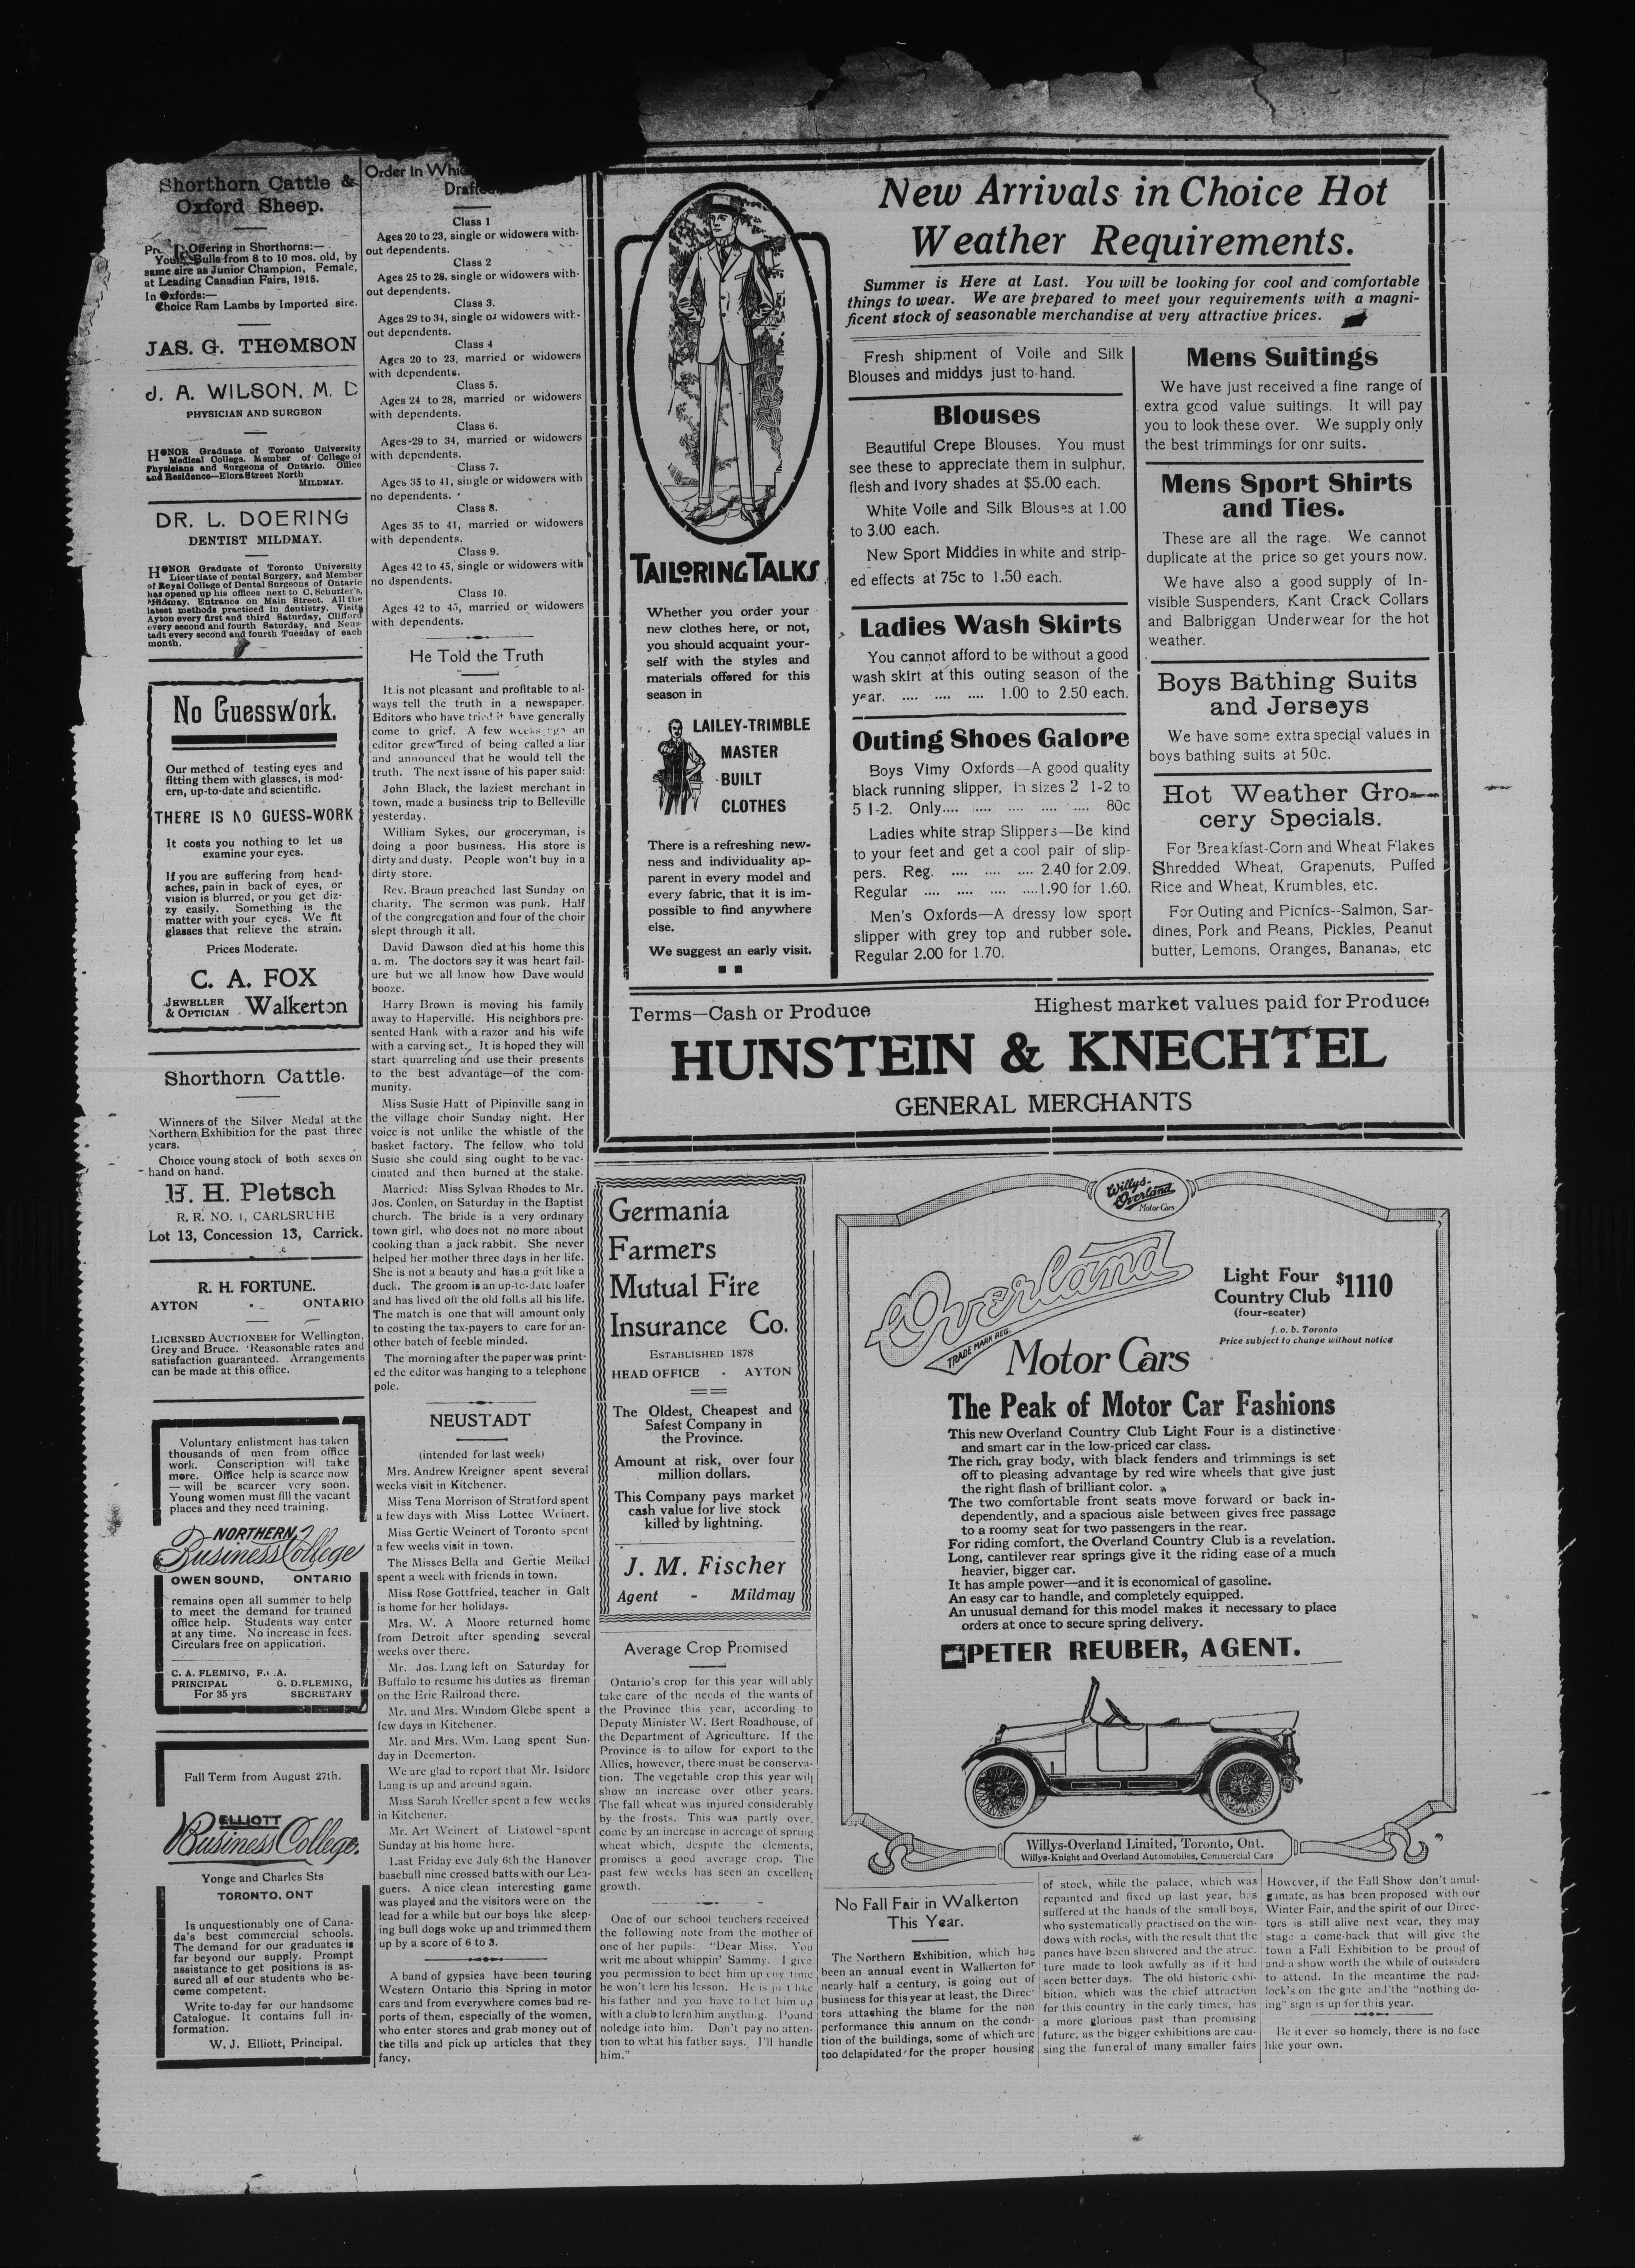 Shorthorn Cattle &
Oxford Sheep.
Offering in Shorthorns:—
Bulls from 8 to 10 mos. old, by
same sire as Junior Champion, Female,
at Leading Canadian Fairs, 1915.
In Oxfords:—
Choice Ram Lambs by Imported sire.
JAS. G. THOMSON
J. A. WILSON, M. D
PHYSICIAN AND SURGEON
HONOR Graduate of Toronto University
Medical College. Member of College of
Physicians and Surgeons of Ontario. Office
and Residence—Elora Street North
MILDMAY.
DR. L. DOERING
DENTIST MILDMAY.
HONOR Graduate of Toronto University
Licertiate of Dental Surgery, and Member
of Royal College of Dental Surgeons of Ontario
has opened up his offices next to C. Schurter's,
Mildmay. Entrance on Main Street. All the
latest methods practiced in dentistry. Visits
Ayton every first and third Saturday, Clifford
every second and fourth Saturday, and Neus-
tadt every second and fourth Tuesday of each
month.
No Guesswork.
Our methcd of testing eyes and
fitting them with glasses, is mod-
ern, up-to-date and scientific.
THERE IS NO GUESS-WORK
It costs you nothing to let us
examine your eyes.
If you are suffering from head-
aches, pain in back of eyes, or
vision is blurred, or you get diz-
zy easily. Something is the
matter with your eyes. We fit
glasses that relieve the strain.
Prices Moderate.
C. A. FOX
JEWELLER
& OPTICIAN Walkerton
Shorthorn Cattle.
Winners of the Silver Medal at the
Northern Exhibition for the past three
years.
Choice young stock of both sexes on
hand on hand.
H. H. Pletsch
R. R. NO. 1, CARLSRUHE
Lot 13, Concession 13, Carrick.
R. H. FORTUNE.
AYTON - ONTARIO
LICENSED AUCTIONEER for Wellington,
Grey and Bruce. Reasonable rates and
satisfaction guaranteed. Arrangements
can be made at this office.
Voluntary enlistment has taken
thousands of men from office
work. Conscription will take
more. Office help is scarce now
— will be scarcer very soon.
Young women must fill the vacant
places and they need training.
NORTHERN
Business College
OWEN SOUND, ONTARIO
remains open all summer to help
to meet the demand for trained
office help. Students way enter
at any time. No increase in fees.
Circulars free on application.
C. A. FLEMING, F. A.
PRINCIPAL G. D. FLEMING,
For 35 yrs SECRETARY
Fall Term from August 27th.
ELLIOTT
Business College.
Yonge and Charles Sts
TORONTO, ONT
Is unquestionably one of Cana-
da's best commercial schools.
The demand for our graduates is
far beyond our supply. Prompt
assistance to get positions is as-
sured all of our students who be-
come competent.
Write to-day for our handsome
Catalogue. It contains full in-
formation.
W. J. Elliott, Principal.
Order In
Class 1
Ages 20 to 23, single or widowers with-
out dependents.
Class 2
Ages 25 to 28, single or widowers with-
out dependents.
Class 3.
Ages 29 to 34, single or widowers with-
out dependents.
Class 4
Ages 20 to 23, married or widowers
with dependents.
Class 5.
Ages 24 to 28, married or widowers
with dependents.
Class 6.
Ages 29 to 34, married or widowers
with dependents.
Class 7.
Ages 35 to 41, single or widowers with
no dependents.
Class 8.
Ages 35 to 41, married or widowers
with dependents.
Class 9.
Ages 42 to 45, single or widowers with
no dspendents.
Class 10.
Ages 42 to 45, married or widowers
with dependents.
He Told the Truth
It is not pleasant and profitable to al-
ways tell the truth in a newspaper.
Editors who have tried it have generally
come to grief. A few weeks ago an
editor grew tired of being called a liar
and announced that he would tell the
truth. The next issue of his paper said:
John Black, the laziest merchant in
town, made a business trip to Belleville
yesterday.
William Sykes, our groceryman, is
doing a poor business. His store is
dirty and dusty. People won't buy in a
dirty store.
Rev. Braun preached last Sunday on
charity. The sermon was punk. Half
of the congregation and four of the choir
slept through it all.
David Dawson died at his home this
a. m. The doctors say it was heart fail-
ure but we all know how Dave would
booze.
Harry Brown is moving his family
away to Haperville. His neighbors pre-
sented Hank with a razor and his wife
with a carving set. It is hoped they will
start quarreling and use their presents
to the best advantage—of the com-
munity.
Miss Susie Hatt of Pipinville sang in
the village choir Sunday night. Her
voice is not unlike the whistle of the
basket factory. The fellow who told
Susie she could sing ought to be vac-
cinated and then burned at the stake.
Married: Miss Sylvan Rhodes to Mr.
Jos. Conlen, on Saturday in the Baptist
church. The bride is a very ordinary
town girl, who does not no more about
cooking than a jack rabbit. She never
helped her mother three days in her life.
She is not a beauty and has a gait like a
duck. The groom is an up-to-date loafer
and has lived off the old folks all his life.
The match is one that will amount only
to costing the tax-payers to care for an-
other batch of feeble minded.
The morning after the paper was print-
ed the editor was hanging to a telephone
pole.
NEUSTADT
(intended for last week)
Mrs. Andrew Kreigner spent several
weeks visit in Kitchener.
Miss Tena Morrison of Stratford spent
a few days with Miss Lottec Weinert.
Miss Gertie Weinert of Toronto spent
a few weeks visit in town.
The Misses Bella and Gertie Meikel
spent a week with friends in town.
Miss Rose Gottfried, teacher in Galt
is home for her holidays.
Mrs. W. A Moore returned home
from Detroit after spending several
weeks over there.
Mr. Jos. Lang left on Saturday for
Buffalo to resume his duties as fireman
on the Erie Railroad there.
Mr. and Mrs. Windom Glebe spent a
few days in Kitchener.
Mr. and Mrs. Wm. Lang spent Sun-
day in Deemerton.
We are glad to report that Mr. Isidore
Lang is up and around again.
Miss Sarah Kreller spent a few weeks
in Kitchener.
Mr. Art Weinert of Listowel spent
Sunday at his home here.
Last Friday eve July 6th the Hanover
baseball nine crossed batts with our Lea-
guers. A nice clean interesting game
was played and the visitors were on the
lead for a while but our boys like sleep-
ing bull dogs woke up and trimmed them
up by a score of 6 to 3.
A band of gypsies have been touring
Western Ontario this Spring in motor
cars and from everywhere comes bad re-
ports of them, especially of the women,
who enter stores and grab money out of
the tills and pick up articles that they
fancy.
New Arrivals in Choice Hot
Weather Requirements.
Summer is Here at Last. You will be looking for cool and comfortable
things to wear. We are prepared to meet your requirements with a magni-
ficent stock of seasonable merchandise at very attractive prices.
TAILORING TALKS
Whether you order your
new clothes here, or not,
you should acquaint your-
self with the styles and
materials offered for this
season in
LAILEY-TRIMBLE
MASTER
BUILT
CLOTHES
There is a refreshing new-
ness and individuality ap-
parent in every model and
every fabric, that it is im-
possible to find anywhere
else.
We suggest an early visit.
Fresh shipment of Voile and Silk
Blouses and middys just to hand.
Blouses
Beautiful Crepe Blouses. You must
see these to appreciate them in sulphur,
flesh and ivory shades at $5.00 each.
White Voile and Silk Blouses at 1.00
to 3.00 each.
New Sport Middies in white and strip-
ed effects at 75c to 1.50 each.
Ladies Wash Skirts
You cannot afford to be without a good
wash skirt at this outing season of the
year. .... .... .... 1.00 to 2.50 each.
Outing Shoes Galore
Boys Vimy Oxfords—A good quality
black running slipper, in sizes 2 1-2 to
5 1-2. Only.... .... .... .... .... 80c
Ladies white strap Slippers—Be kind
to your feet and get a cool pair of slip-
pers. Reg. .... .... .... .... 2.40 for 2.09.
Regular .... .... .... ....1.90 for 1.60.
Men's Oxfords—A dressy low sport
slipper with grey top and rubber sole.
Regular 2.00 for 1.70.
Mens Suitings
We have just received a fine range of
extra gcod value suitings. It will pay
you to look these over. We supply only
the best trimmings for onr suits.
Mens Sport Shirts
and Ties.
These are all the rage. We cannot
duplicate at the price so get yours now.
We have also a good supply of In-
visible Suspenders, Kant Crack Collars
and Balbriggan Underwear for the hot
weather.
Boys Bathing Suits
and Jerseys
We have some extra special values in
boys bathing suits at 50c.
Hot Weather Gro-
cery Specials.
For Breakfast-Corn and Wheat Flakes
Shredded Wheat, Grapenuts, Puffed
Rice and Wheat, Krumbles, etc.
For Outing and Picnics--Salmon, Sar-
dines, Pork and Beans, Pickles, Peanut
butter, Lemons, Oranges, Bananas, etc
Terms—Cash or Produce Highest market values paid for Produce
HUNSTEIN & KNECHTEL
GENERAL MERCHANTS
Germania
Farmers
Mutual Fire
Insurance Co.
ESTABLISHED 1878
HEAD OFFICE - AYTON
The Oldest, Cheapest and
Safest Company in
the Province.
Amount at risk, over four
million dollars.
This Company pays market
cash value for live stock
killed by lightning.
J. M. Fischer
Agent - Mildmay
Average Crop Promised
Ontario's crop for this year will ably
take care of the needs of the wants of
the Province this year, according to
Deputy Minister W. Bert Roadhouse, of
the Department of Agriculture. If the
Province is to allow for export to the
Allies, however, there must be conserva-
tion. The vegetable crop this year will
show an increase over other years.
The fall wheat was injured considerably
by the frosts. This was partly over-
come by an increase in acreage of spring
wheat which, despite the elements,
promises a good average crop. The
past few weeks has seen an excellent
growth.
One of our school teachers received
the following note from the mother of
one of her pupils: "Dear Miss. You
writ me about whippin' Sammy. I give
you permission to beet him up eny time
he won't lern his lesson. He is just like
his father and you have to let him up
with a club to lern him anything. Pound
noledge into him. Don't pay no atten-
tion to what his father says. I'll handle
him."
Willys-
Overland
Motor Cars
Overland
TRADE MARK REG.
Motor Cars
Light Four
Country Club $1110
(four-seater)
f. o. b. Toronto
Price subject to change without notice
The Peak of Motor Car Fashions
This new Overland Country Club Light Four is a distinctive
and smart car in the low-priced car class.
The rich, gray body, with black fenders and trimmings is set
off to pleasing advantage by red wire wheels that give just
the right flash of brilliant color.
The two comfortable front seats move forward or back in-
dependently, and a spacious aisle between gives free passage
to a roomy seat for two passengers in the rear.
For riding comfort, the Overland Country Club is a revelation.
Long, cantilever rear springs give it the riding ease of a much
heavier, bigger car.
It has ample power—and it is economical of gasoline.
An easy car to handle, and completely equipped.
An unusual demand for this model makes it necessary to place
orders at once to secure spring delivery.
PETER REUBER, AGENT.
Willys-Overland Limited, Toronto, Ont.
Willys-Knight and Overland Automobiles, Commercial Cars
No Fall Fair in Walkerton
This Year.
The Northern Exhibition, which has
been an annual event in Walkerton for
nearly half a century, is going out of
business for this year at least, the Direc-
tors attaching the blame for the non
performance this annum on the condi-
tion of the buildings, some of which are
too delapidated for the proper housing
of stock, while the palace, which was
repainted and fixed up last year, has
suffered at the hands of the small boys,
who systematically practised on the win-
dows with rocks, with the result that the
panes have been shivered and the struc-
ture made to look awfully as if it had
seen better days. The old historic exhi-
bition, which was the chief attraction
for this country in the early times, has
a more glorious past than promising
future, as the bigger exhibitions are cau-
sing the funeral of many smaller fairs
However, if the Fall Show don't amal-
gamate, as has been proposed with our
Winter Fair, and the spirit of our Direc-
tors is still alive next year, they may
stage a come-back that will give the
town a Fall Exhibition to be proud of
and a show worth the while of outsiders
to attend. In the meantime the pad-
lock's on the gate and the "nothing do-
ing" sign is up for this year.
Be it ever so homely, there is no face
like your own.